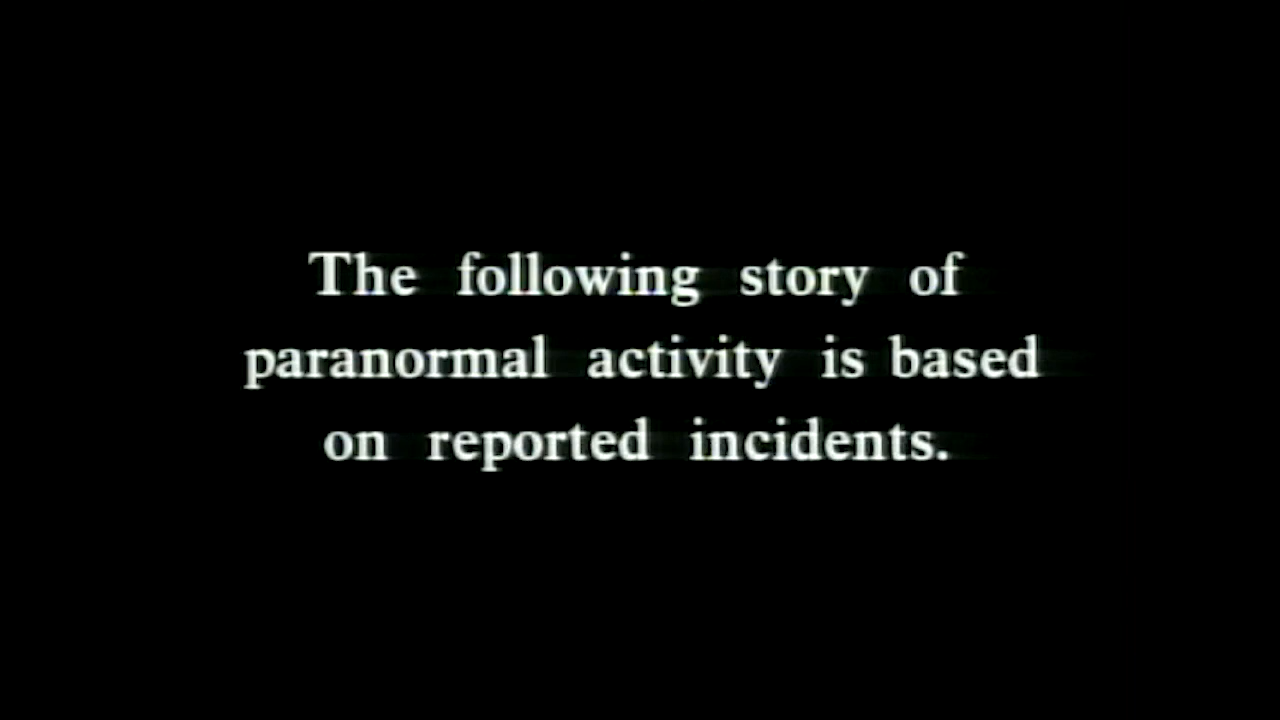 The following story of
paranormal activity is based
on reported incidents.